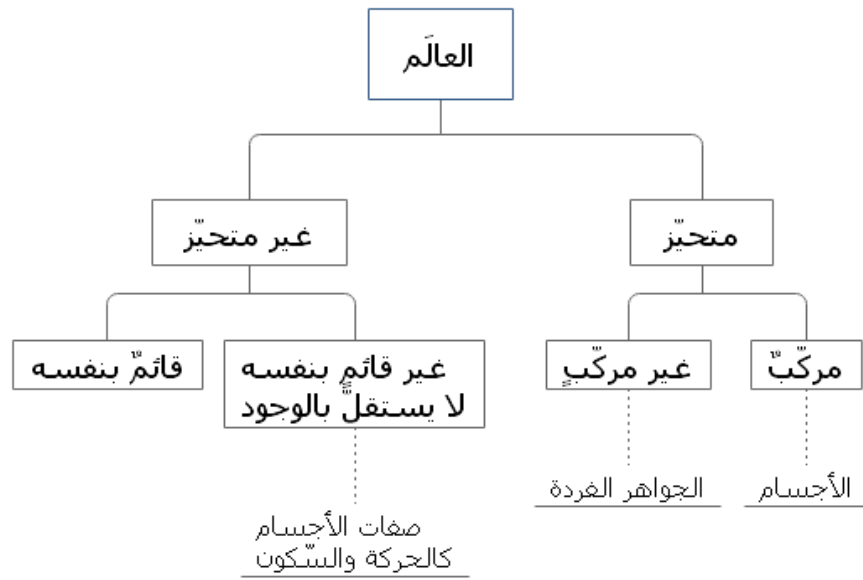 العالَم
متحيّز
غير متحيّز
مركّبٌ
غير مركّبٍ
غير قائمٍ بنفسه
لا يستقلُّ بالوجود
قائمٌ بنفسه
الأجسام
الجواهر الفردة
صفات الأجسام
كالحركة والسّكون